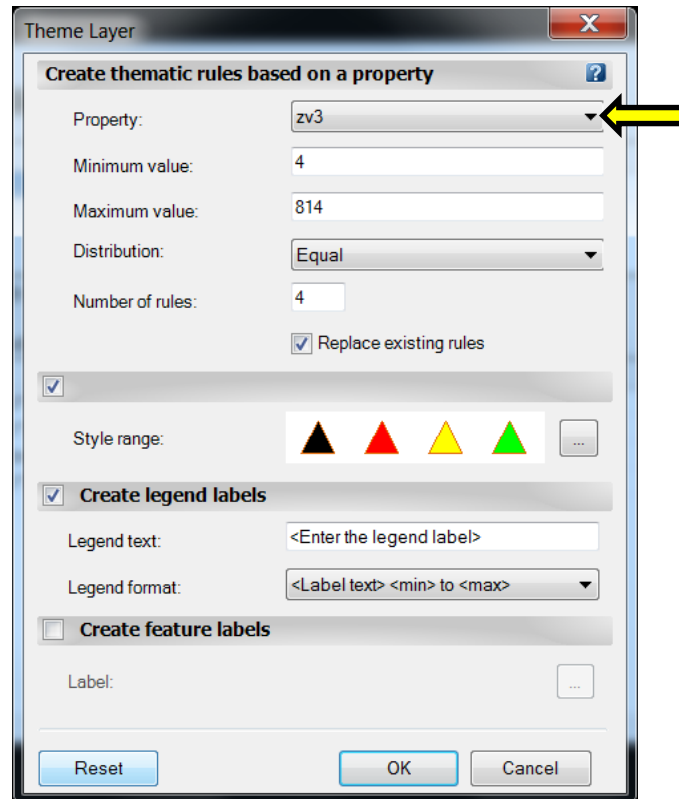 Theme Layer
Create thematic rules based on a property ?
Property: zv3
Minimum value: 4
Maximum value: 814
Distribution: Equal
Number of rules: 4
Replace existing rules
Style range: ...
Create legend labels
Legend text: <Enter the legend label>
Legend format: <Label text> <min> to <max>
Create feature labels
Label: ...
Reset OK Cancel